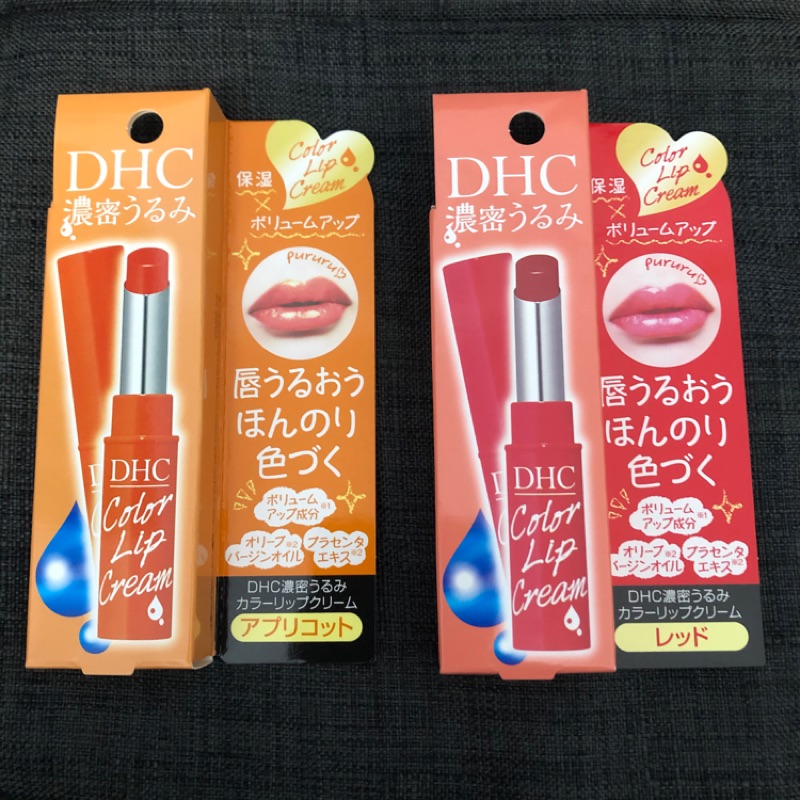 DHC
濃密うるみ
DHC
Color
Lip
Cream
Color
Lip
Cream
保湿
×
ボリュームアップ
pururu
唇うるおう
ほんのり
色づく
ボリューム
アップ成分※1
オリーブ※2
バージンオイル
プラセンタ
エキス※2
DHC濃密うるみ
カラーリップクリーム
アプリコット
DHC
濃密うるみ
DHC
Color
Lip
Cream
Color
Lip
Cream
保湿
×
ボリュームアップ
pururu
唇うるおう
ほんのり
色づく
ボリューム
アップ成分※1
オリーブ※2
バージンオイル
プラセンタ
エキス※2
DHC濃密うるみ
カラーリップクリーム
レッド